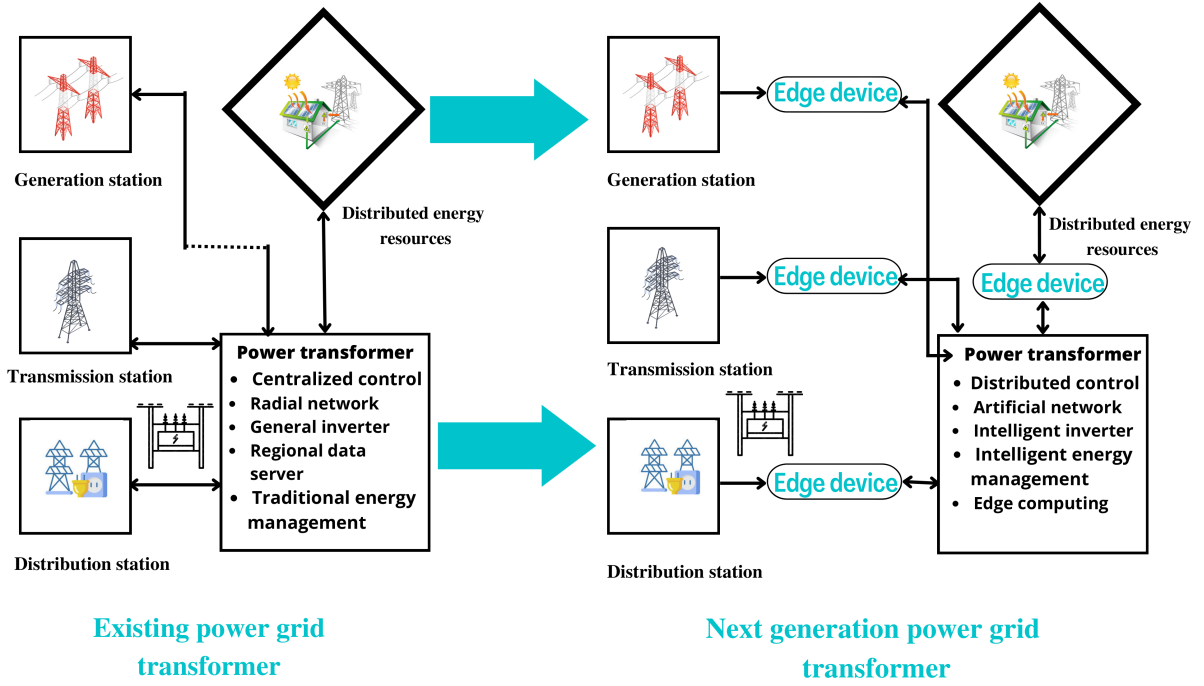 Generation station
Distributed energy
resources
Transmission station
Power transformer
• Centralized control
• Radial network
• General inverter
• Regional data
server
• Traditional energy
management
Distribution station
Existing power grid
transformer
Edge device
Generation station
Distributed energy
resources
Edge device
Edge device
Transmission station
Power transformer
• Distributed control
• Artificial network
• Intelligent inverter
• Intelligent energy
management
• Edge computing
Edge device
Distribution station
Next generation power grid
transformer